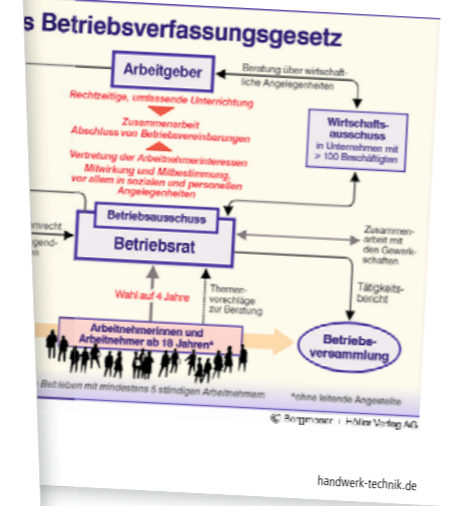 s Betriebsverfassungsgesetz
Arbeitgeber
Beratung über wirtschaft-
liche Angelegenheiten
Rechtzeitige, umfassende Unterrichtung
Zusammenarbeit
Abschluss von Betriebsvereinbarungen
Wirtschafts-
ausschuss
in Unternehmen mit
> 100 Beschäftigten
Vertretung der Arbeitnehmerinteressen
Mitwirkung und Mitbestimmung,
vor allem in sozialen und personellen
Angelegenheiten
Betriebsausschuss
Betriebsrat
nrecht
gend-
en
Zusammen-
arbeit mit
den Gewerk-
schaften
Wahl auf 4 Jahre
Themen-
vorschläge
zur Beratung
Tätigkeits-
bericht
Arbeitnehmerinnen und
Arbeitnehmer ab 18 Jahren*
Betriebs-
versammlung
Betrieben mit mindestens 5 ständigen Arbeitnehmern
*ohne leitende Angestellte
© Bergmoser + Höller Verlag AG
handwerk-technik.de